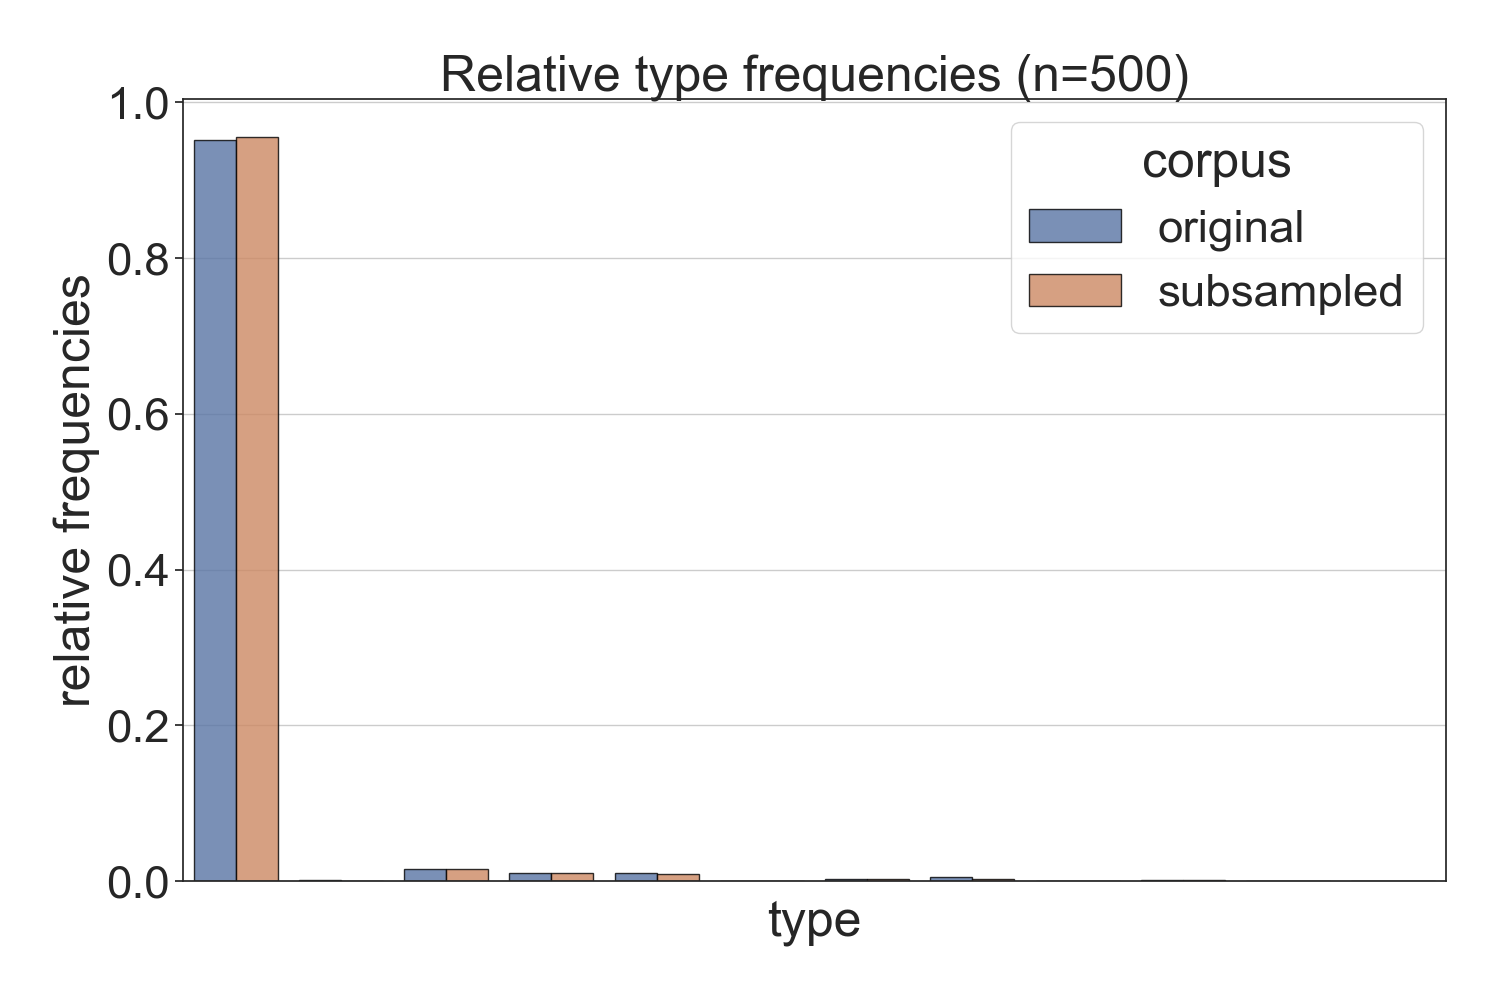 Relative type frequencies (n=500)
1.0
0.8
0.6
0.4
0.2
0.0
relative frequencies
type
corpus
original
subsampled